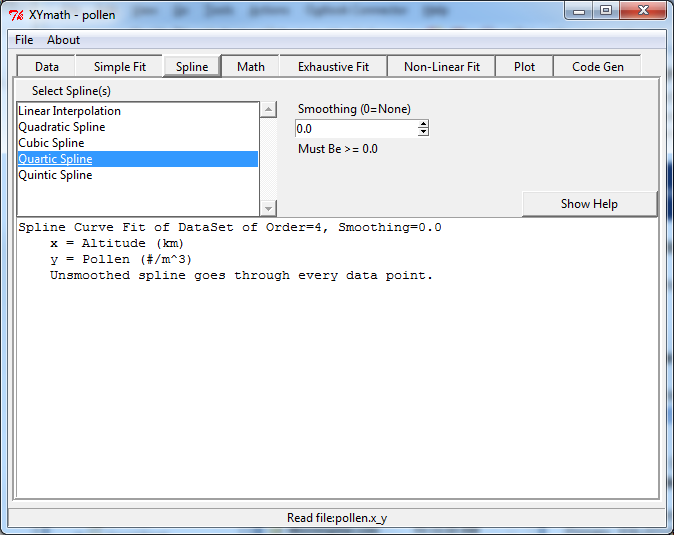 XYmath - pollen
File About
Data Simple Fit Spline Math Exhaustive Fit Non-Linear Fit Plot Code Gen
Select Spline(s)
Linear Interpolation
Quadratic Spline
Cubic Spline
Quartic Spline
Quintic Spline
Smoothing (0=None)
0.0
Must Be >= 0.0
Show Help
Spline Curve Fit of DataSet of Order=4, Smoothing=0.0
x = Altitude (km)
y = Pollen (#/m^3)
Unsmoothed spline goes through every data point.
Read file:pollen.x_y